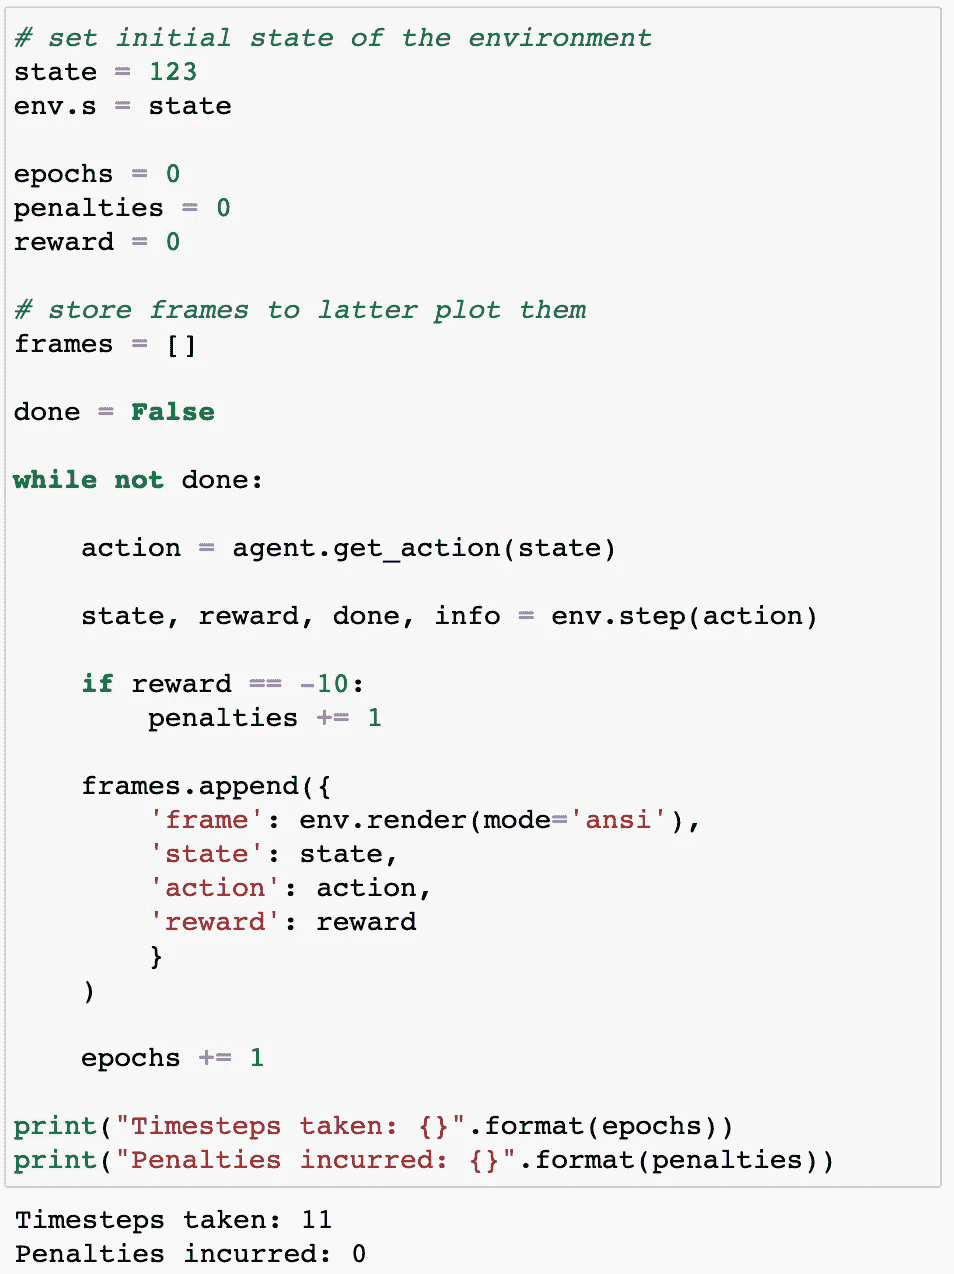 # set initial state of the environment
state = 123
env.s = state

epochs = 0
penalties = 0
reward = 0

# store frames to latter plot them
frames = []

done = False

while not done:

    action = agent.get_action(state)

    state, reward, done, info = env.step(action)

    if reward == -10:
        penalties += 1

    frames.append({
        'frame': env.render(mode='ansi'),
        'state': state,
        'action': action,
        'reward': reward
        }
    )

    epochs += 1

print("Timesteps taken: {}".format(epochs))
print("Penalties incurred: {}".format(penalties))
Timesteps taken: 11
Penalties incurred: 0